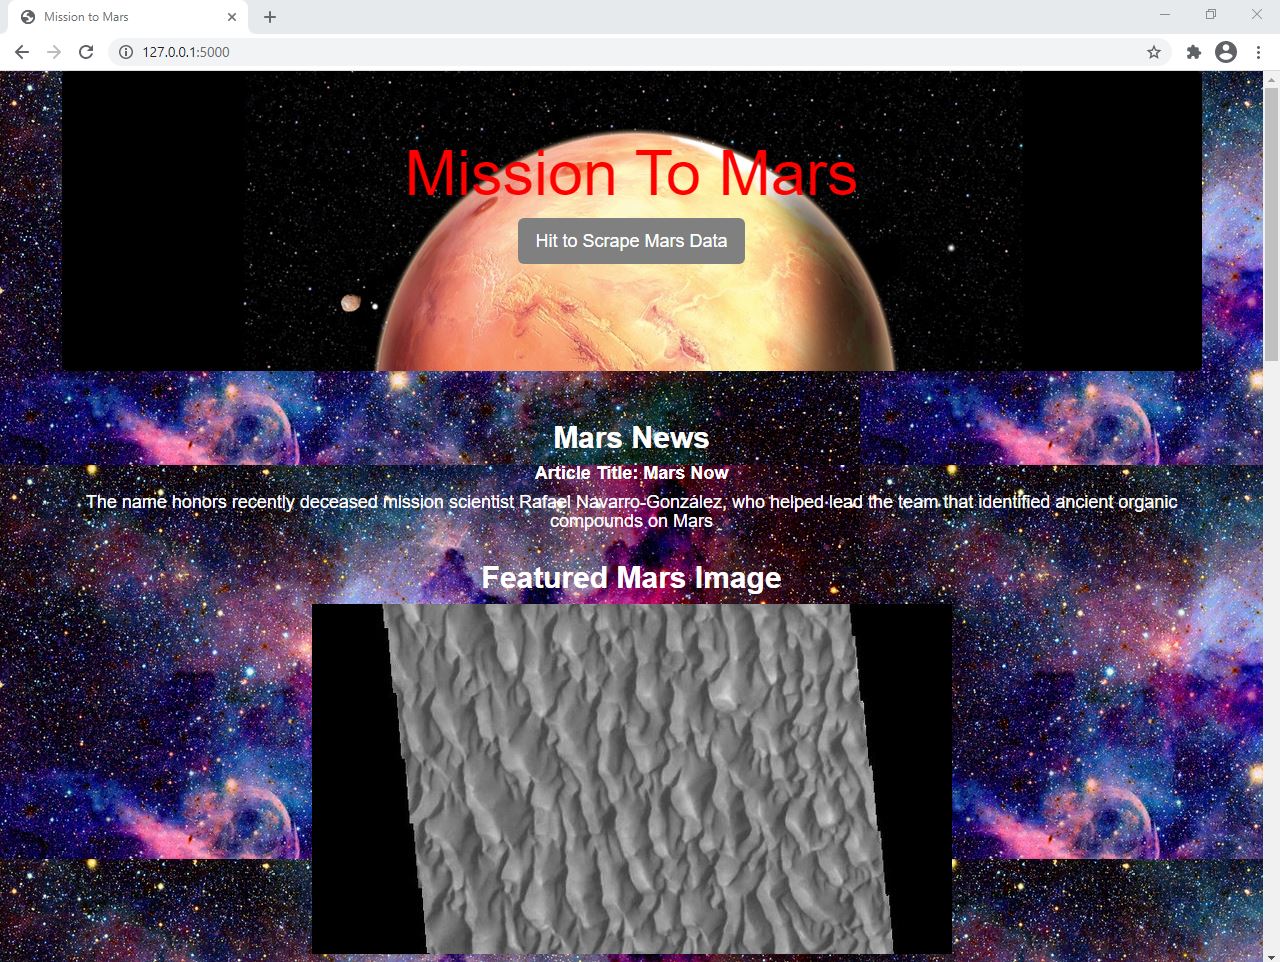 Mission to Mars
127.0.0.1:5000
Mission To Mars
Hit to Scrape Mars Data
Mars News
Article Title: Mars Now
The name honors recently deceased mission scientist Rafael Navarro-González, who helped lead the team that identified ancient organic
compounds on Mars
Featured Mars Image